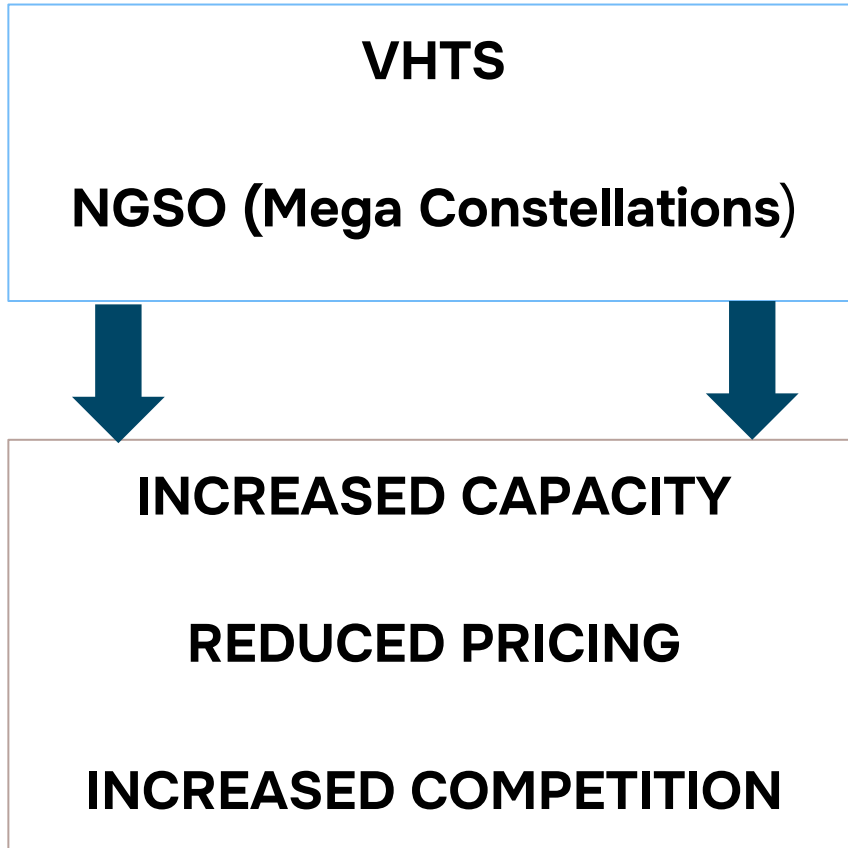 VHTS
NGSO (Mega Constellations)
INCREASED CAPACITY
REDUCED PRICING
INCREASED COMPETITION